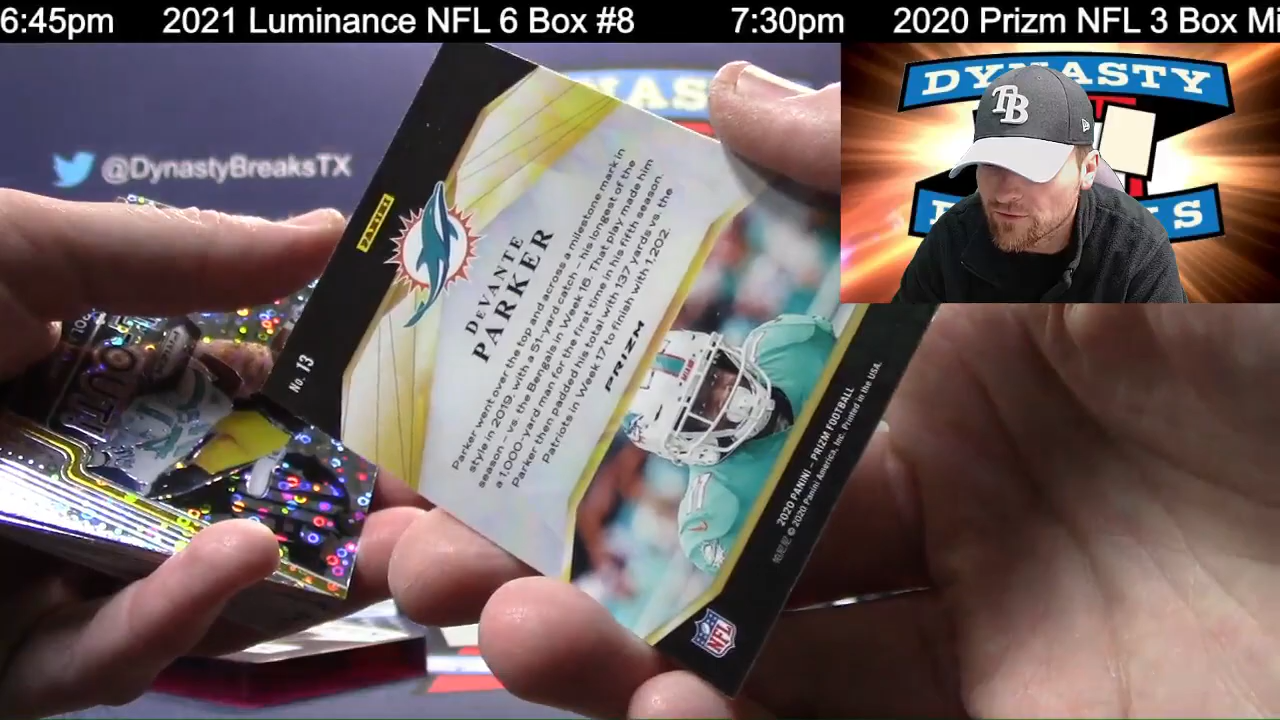 6:45pm 2021 Luminance NFL 6 Box #8 7:30pm 2020 Prizm NFL 3 Box Mi
DYNASTY
TB
@DynastyBreaksTX
PANINI
No. 13
DEVANTE
PARKER
Parker went over the top and across a milestone mark in
style in 2019, with a 51-yard catch – his longest of the
season – vs. the Bengals in Week 16. That play made him
a 1,000-yard man for the first time in his fifth season.
Parker then padded his total with 137 yards vs. the
Patriots in Week 17 to finish with 1,202.
PRIZM
2020 PANINI – PRIZM FOOTBALL
帕尼尼 © 2020 Panini America, Inc. Printed in the USA.
NFL